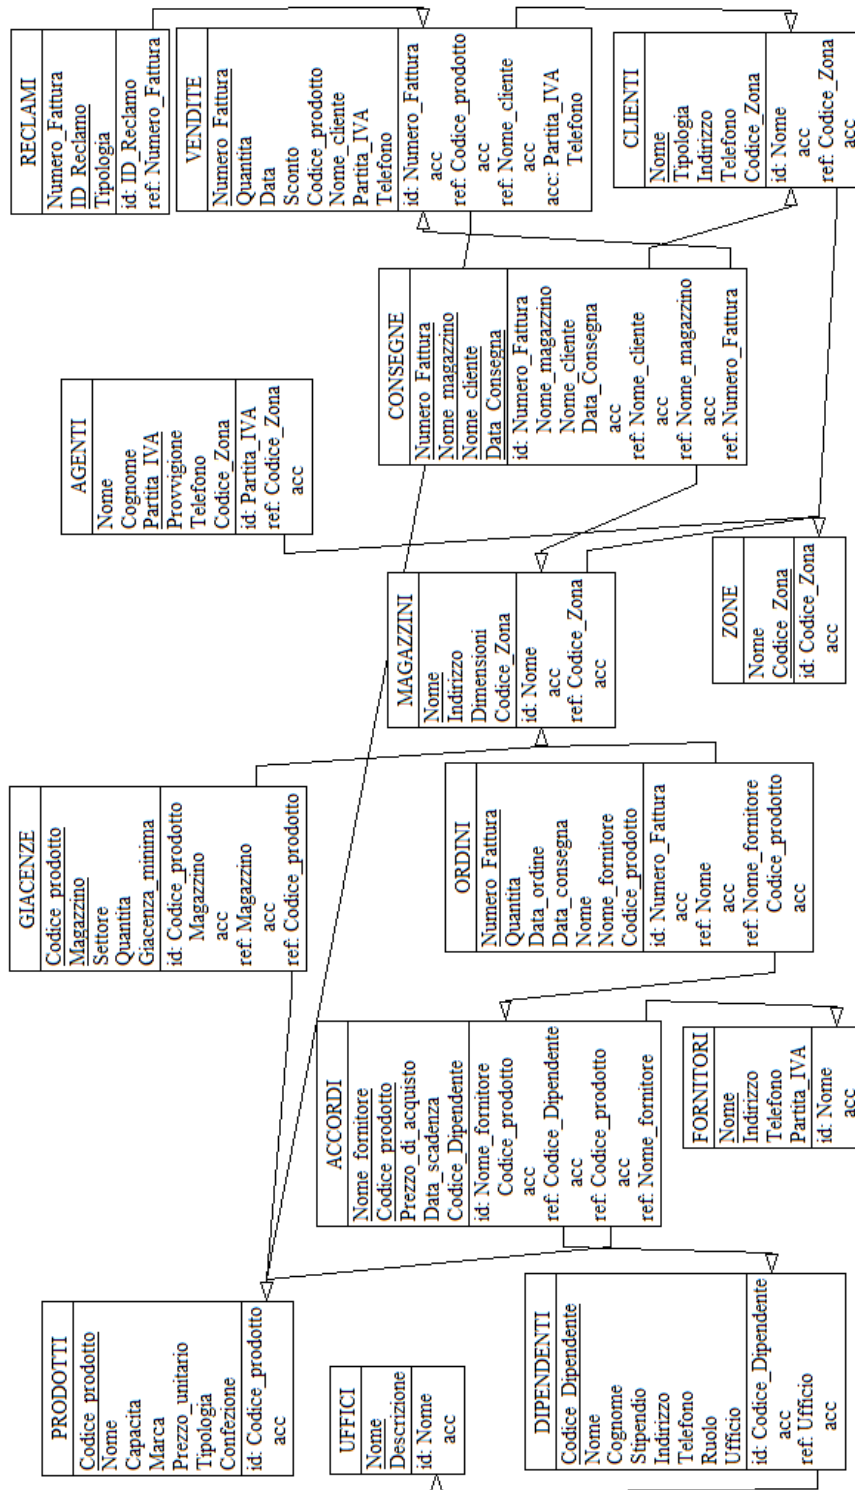 RECLAMI
Numero_Fattura
ID_Reclamo
Tipologia
id: ID_Reclamo
ref: Numero_Fattura
VENDITE
Numero_Fattura
Quantita
Data
Sconto
Codice_prodotto
Nome_cliente
Partita_IVA
Telefono
id: Numero_Fattura
acc
ref: Codice_prodotto
acc
ref: Nome_cliente
acc
acc: Partita_IVA
Telefono
CLIENTI
Nome
Tipologia
Indirizzo
Telefono
Codice_Zona
id: Nome
acc
ref: Codice_Zona
acc
AGENTI
Nome
Cognome
Partita_IVA
Provvigione
Telefono
Codice_Zona
id: Partita_IVA
ref: Codice_Zona
acc
CONSEGNE
Numero_Fattura
Nome_magazzino
Nome_cliente
Data_Consegna
id: Numero_Fattura
Nome_magazzino
Nome_cliente
Data_Consegna
acc
ref: Nome_cliente
acc
ref: Nome_magazzino
acc
ref: Numero_Fattura
MAGAZZINI
Nome
Indirizzo
Dimensioni
Codice_Zona
id: Nome
acc
ref: Codice_Zona
acc
ZONE
Nome
Codice_Zona
id: Codice_Zona
acc
GIACENZE
Codice_prodotto
Magazzino
Settore
Quantita
Giacenza_minima
id: Codice_prodotto
Magazzino
acc
ref: Magazzino
acc
ref: Codice_prodotto
ORDINI
Numero_Fattura
Quantita
Data_ordine
Data_consegna
Nome
Nome_fornitore
Codice_prodotto
id: Numero_Fattura
acc
ref: Nome
acc
ref: Nome_fornitore
Codice_prodotto
acc
ACCORDI
Nome_fornitore
Codice_prodotto
Prezzo_di_acquisto
Data_scadenza
Codice_Dipendente
id: Nome_fornitore
Codice_prodotto
acc
ref: Codice_Dipendente
acc
ref: Codice_prodotto
acc
ref: Nome_fornitore
FORNITORI
Nome
Indirizzo
Telefono
Partita_IVA
id: Nome
acc
PRODOTTI
Codice_prodotto
Nome
Capacita
Marca
Prezzo_unitario
Tipologia
Confezione
id: Codice_prodotto
acc
UFFICI
Nome
Descrizione
id: Nome
acc
DIPENDENTI
Codice_Dipendente
Nome
Cognome
Stipendio
Indirizzo
Telefono
Ruolo
Ufficio
id: Codice_Dipendente
acc
ref: Ufficio
acc